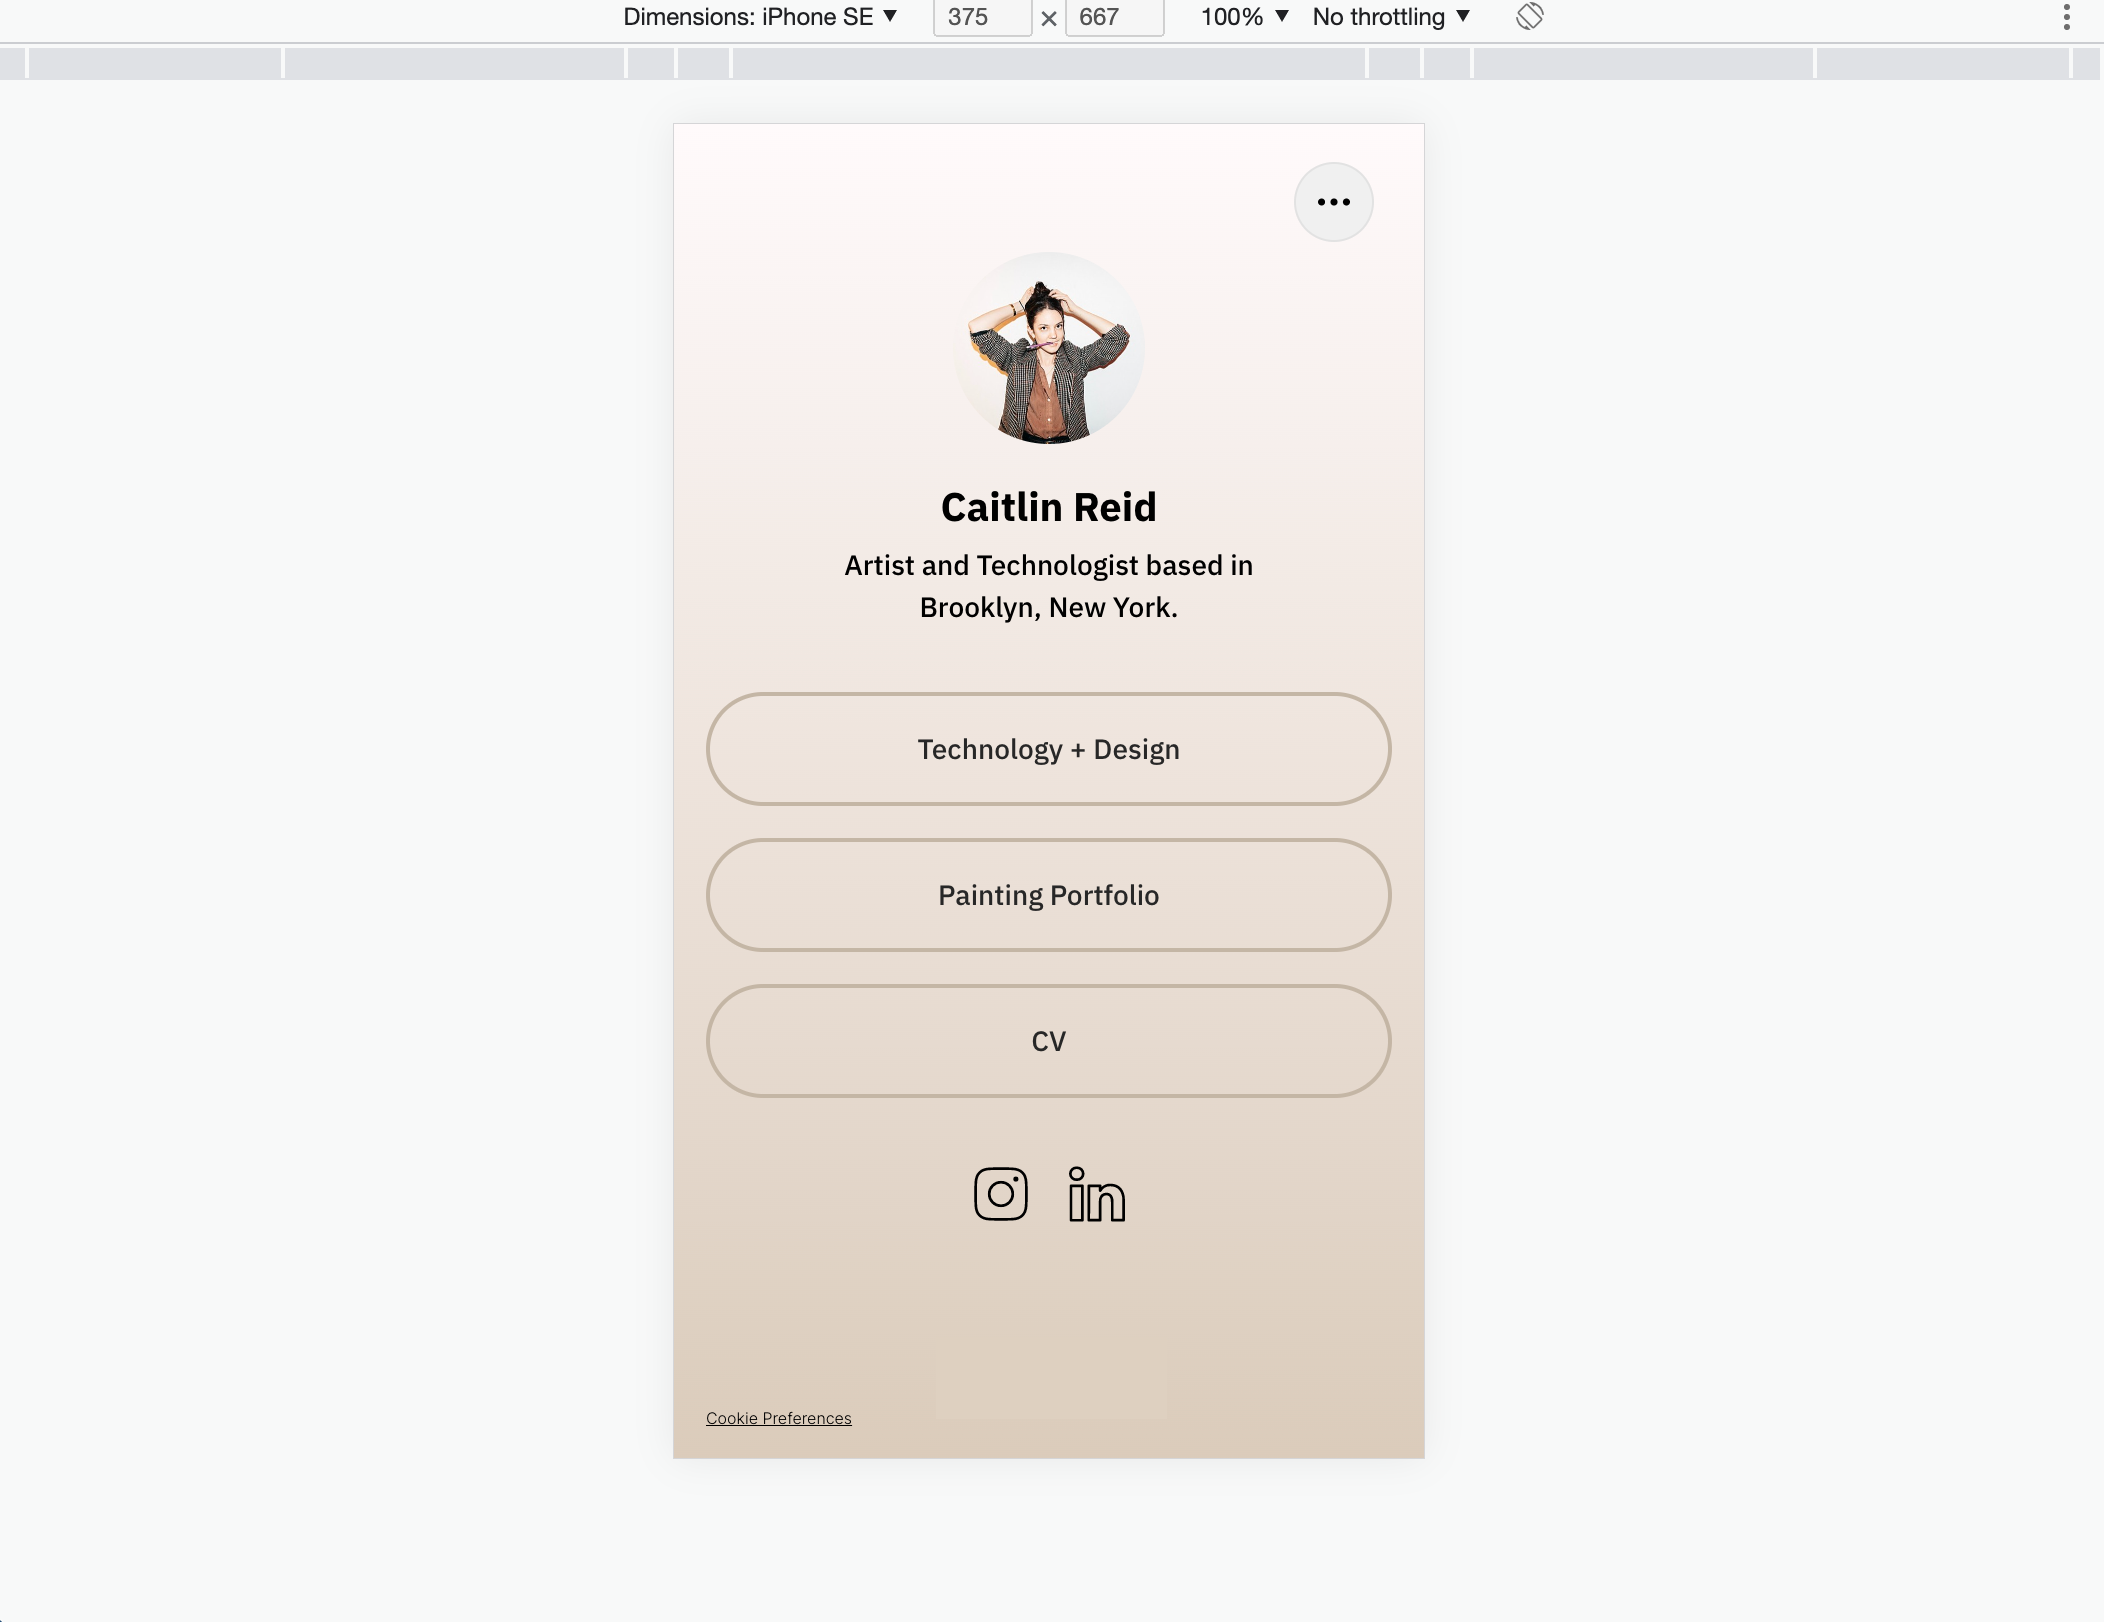 Dimensions: iPhone SE ▼ 375 × 667 100% ▼ No throttling ▼
Caitlin Reid
Artist and Technologist based in
Brooklyn, New York.
Technology + Design
Painting Portfolio
CV
in
Cookie Preferences